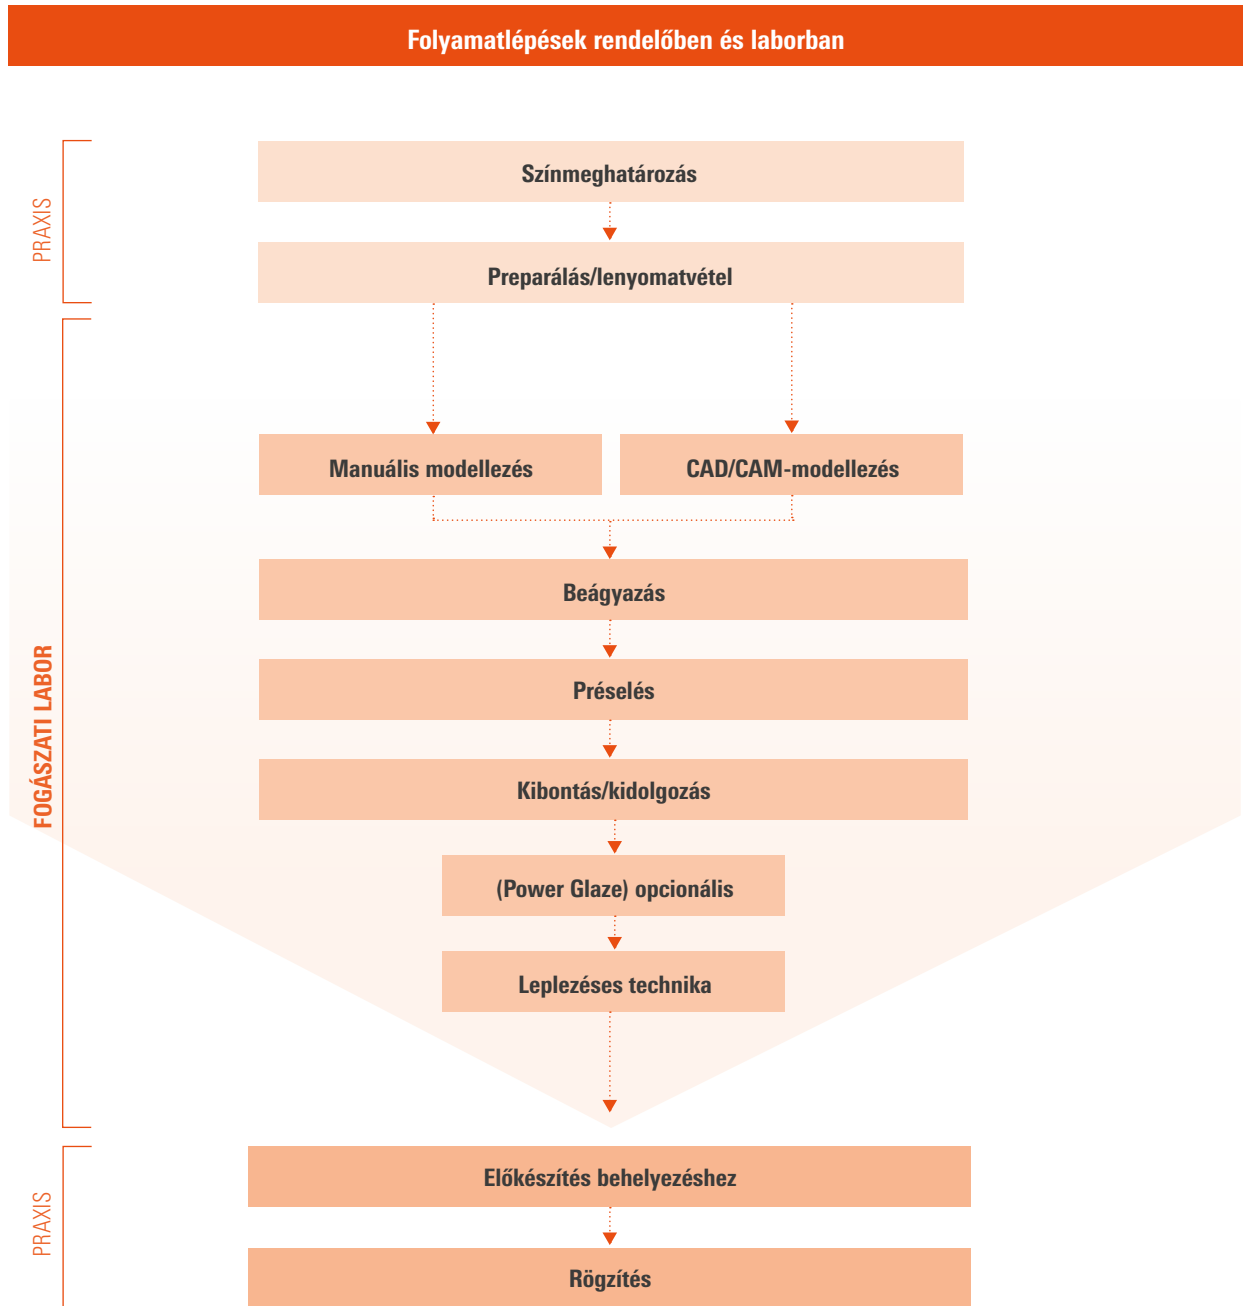 Folyamatlépések rendelőben és laborban
PRAXIS
Színmeghatározás
Preparálás/lenyomatvétel
FOGÁSZATI LABOR
Manuális modellezés
CAD/CAM-modellezés
Beágyazás
Préselés
Kibontás/kidolgozás
(Power Glaze) opcionális
Leplezéses technika
PRAXIS
Előkészítés behelyezéshez
Rögzítés